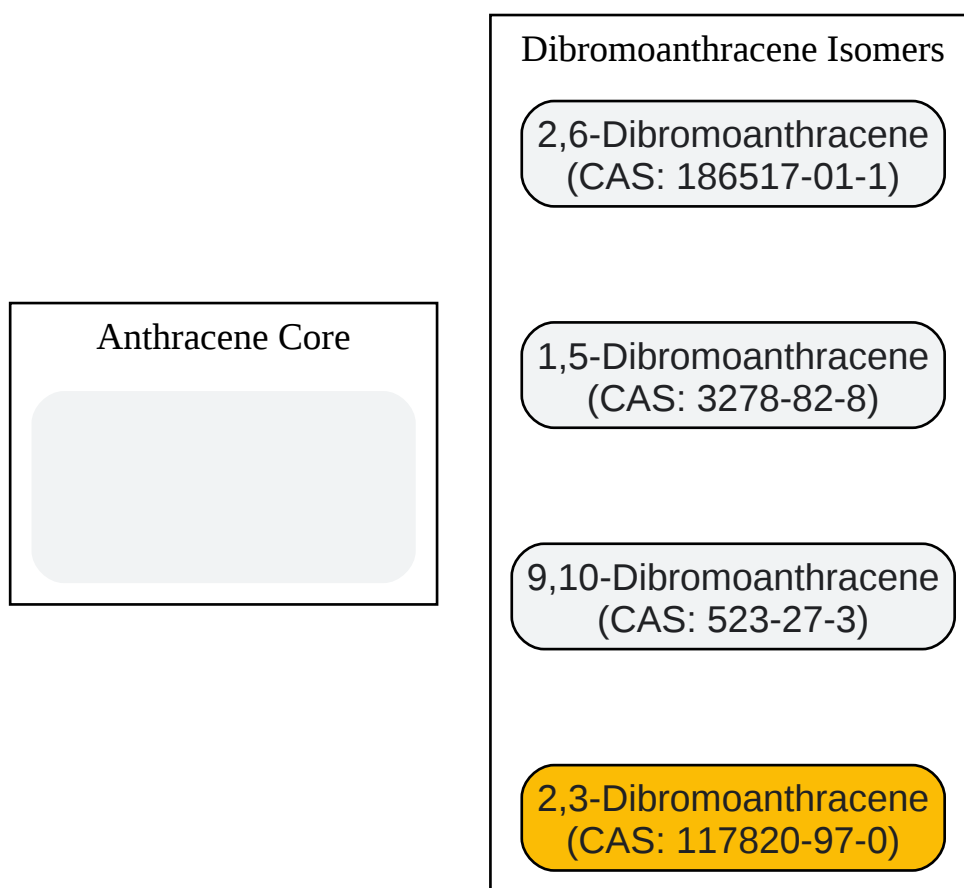 Dibromoanthracene Isomers
2,6-Dibromoanthracene
(CAS: 186517-01-1)
Anthracene Core
1,5-Dibromoanthracene
(CAS: 3278-82-8)
9,10-Dibromoanthracene
(CAS: 523-27-3)
2,3-Dibromoanthracene
(CAS: 117820-97-0)